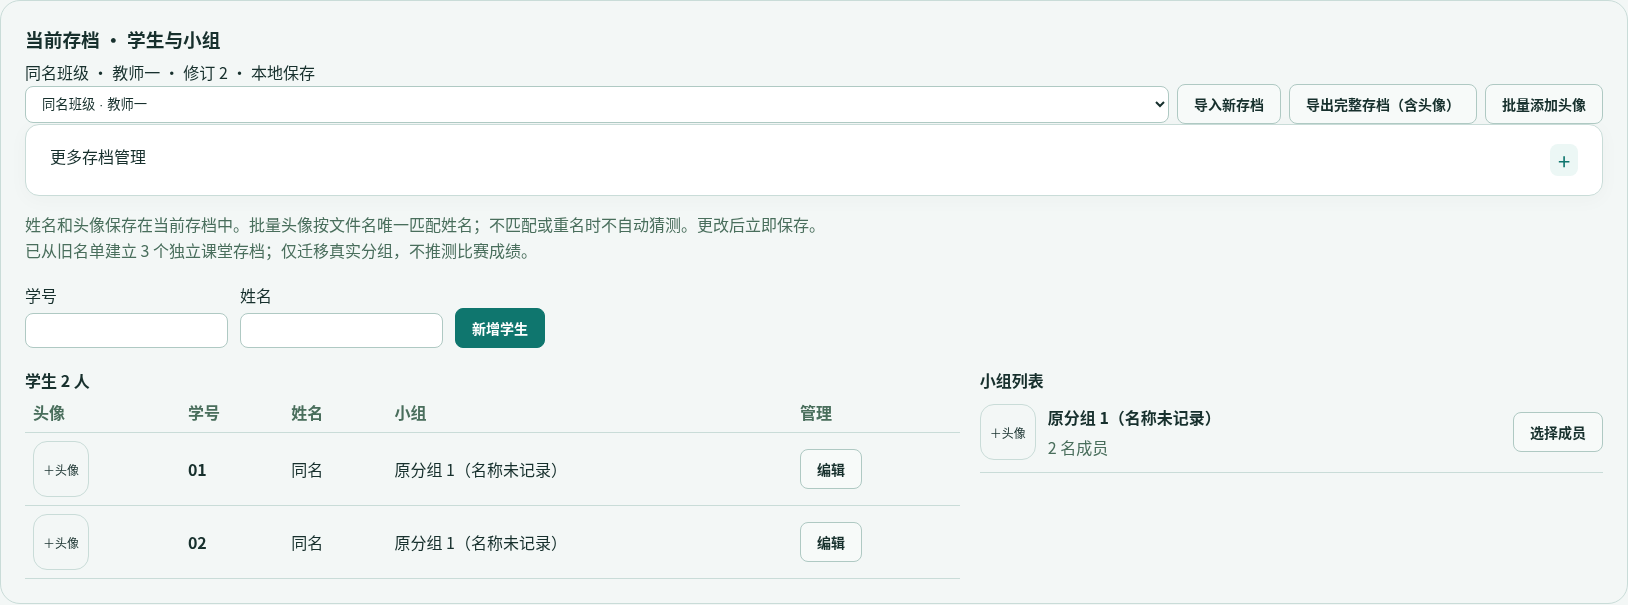 当前存档 · 学生与小组
同名班级 · 教师一 · 修订 2 · 本地保存
同名班级 · 教师一
导入新存档
导出完整存档（含头像）
批量添加头像
更多存档管理
+
姓名和头像保存在当前存档中。批量头像按文件名唯一匹配姓名；不匹配或重名时不自动猜测。更改后立即保存。
已从旧名单建立 3 个独立课堂存档；仅迁移真实分组，不推测比赛成绩。
学号
姓名
新增学生
学生 2 人
头像 学号 姓名 小组 管理
＋头像 01 同名 原分组 1（名称未记录） 编辑
＋头像 02 同名 原分组 1（名称未记录） 编辑
小组列表
＋头像
原分组 1（名称未记录）
2 名成员
选择成员